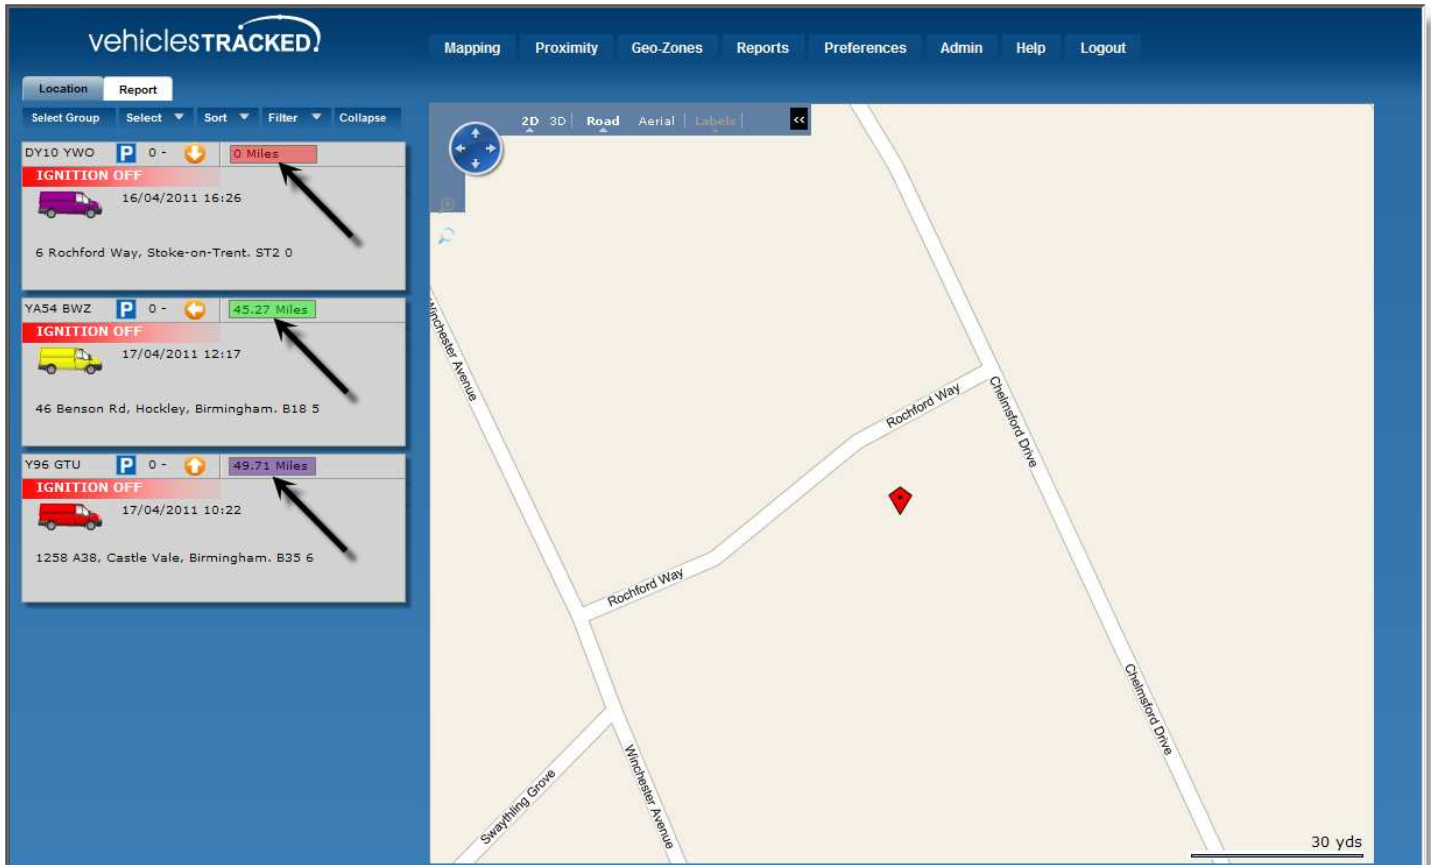 vehiclesTRACKED!
Mapping Proximity Geo-Zones Reports Preferences Admin Help Logout
Location Report
Select Group Select Sort Filter Collapse
2D 3D Road Aerial Labels <<
DY10 YWO P 0 - 0 Miles
IGNITION OFF
16/04/2011 16:26
6 Rochford Way, Stoke-on-Trent. ST2 0
YA54 BWZ P 0 - 45.27 Miles
IGNITION OFF
17/04/2011 12:17
46 Benson Rd, Hockley, Birmingham. B18 5
Y96 GTU P 0 - 49.71 Miles
IGNITION OFF
17/04/2011 10:22
1258 A38, Castle Vale, Birmingham. B35 6
Winchester Avenue
Rochford Way
Chelmsford Drive
Rochford Way
Chelmsford Drive
Swaythling Grove
Winchester Avenue
30 yds